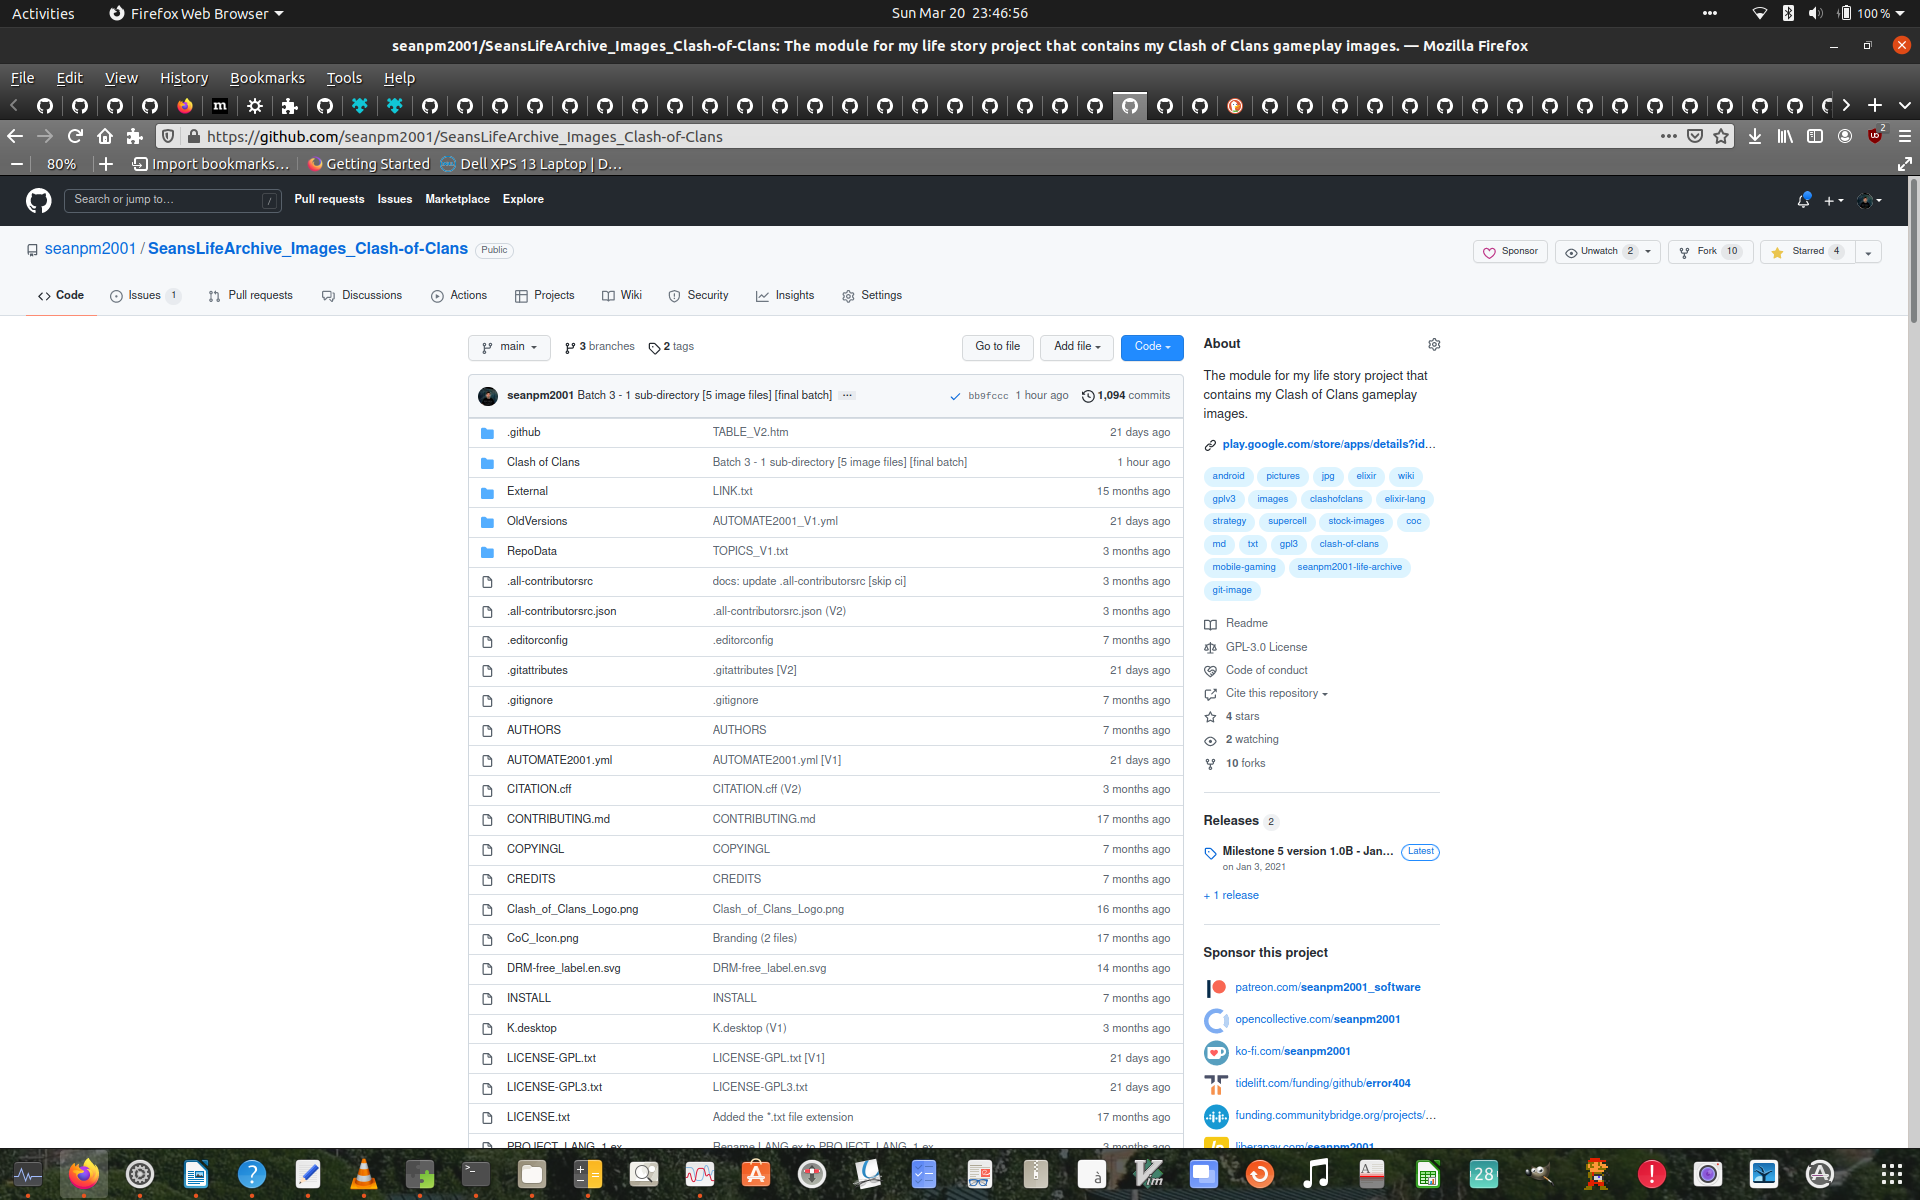 Activities Firefox Web Browser Sun Mar 20 23:46:56 100 %
seanpm2001/SeansLifeArchive_Images_Clash-of-Clans: The module for my life story project that contains my Clash of Clans gameplay images. — Mozilla Firefox
File Edit View History Bookmarks Tools Help
https://github.com/seanpm2001/SeansLifeArchive_Images_Clash-of-Clans 2
80% Import bookmarks… Getting Started Dell XPS 13 Laptop | D…
Search or jump to… / Pull requests Issues Marketplace Explore
seanpm2001 / SeansLifeArchive_Images_Clash-of-Clans Public Sponsor Unwatch 2 Fork 10 Starred 4
Code Issues 1 Pull requests Discussions Actions Projects Wiki Security Insights Settings
main 3 branches 2 tags Go to file Add file Code
seanpm2001 Batch 3 - 1 sub-directory [5 image files] [final batch] ··· bb9fccc 1 hour ago 1,094 commits
.github TABLE_V2.htm 21 days ago
Clash of Clans Batch 3 - 1 sub-directory [5 image files] [final batch] 1 hour ago
External LINK.txt 15 months ago
OldVersions AUTOMATE2001_V1.yml 21 days ago
RepoData TOPICS_V1.txt 3 months ago
.all-contributorsrc docs: update .all-contributorsrc [skip ci] 3 months ago
.all-contributorsrc.json .all-contributorsrc.json (V2) 3 months ago
.editorconfig .editorconfig 7 months ago
.gitattributes .gitattributes [V2] 21 days ago
.gitignore .gitignore 7 months ago
AUTHORS AUTHORS 7 months ago
AUTOMATE2001.yml AUTOMATE2001.yml [V1] 21 days ago
CITATION.cff CITATION.cff (V2) 3 months ago
CONTRIBUTING.md CONTRIBUTING.md 17 months ago
COPYINGL COPYINGL 7 months ago
CREDITS CREDITS 7 months ago
Clash_of_Clans_Logo.png Clash_of_Clans_Logo.png 16 months ago
CoC_Icon.png Branding (2 files) 17 months ago
DRM-free_label.en.svg DRM-free_label.en.svg 14 months ago
INSTALL INSTALL 7 months ago
K.desktop K.desktop (V1) 3 months ago
LICENSE-GPL.txt LICENSE-GPL.txt [V1] 21 days ago
LICENSE-GPL3.txt LICENSE-GPL3.txt 21 days ago
LICENSE.txt Added the *.txt file extension 17 months ago
PROJECT_LANG_1.ex Rename LANG.ex to PROJECT_LANG_1.ex 3 months ago
About
The module for my life story project that
contains my Clash of Clans gameplay
images.
play.google.com/store/apps/details?id…
android pictures jpg elixir wiki
gplv3 images clashofclans elixir-lang
strategy supercell stock-images coc
md txt gpl3 clash-of-clans
mobile-gaming seanpm2001-life-archive
git-image
Readme
GPL-3.0 License
Code of conduct
Cite this repository
4 stars
2 watching
10 forks
Releases 2
Milestone 5 version 1.0B - Jan… Latest
on Jan 3, 2021
+ 1 release
Sponsor this project
patreon.com/seanpm2001_software
opencollective.com/seanpm2001
ko-fi.com/seanpm2001
tidelift.com/funding/github/error404
funding.communitybridge.org/projects/…
liberapay.com/seanpm2001
28